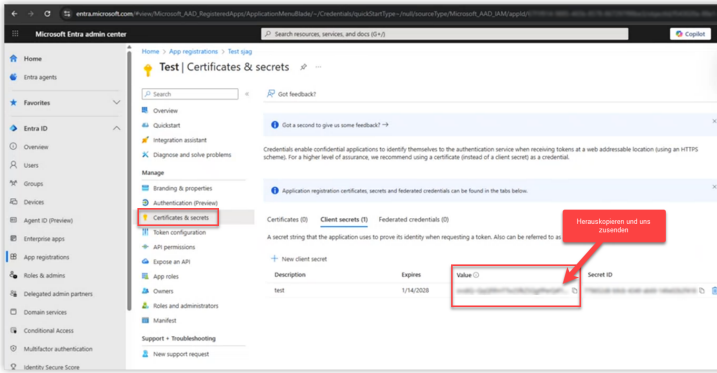 entra.microsoft.com/#view/Microsoft_AAD_RegisteredApps/ApplicationMenuBlade/~/Credentials/quickStartType~/null/sourceType/Microsoft_AAD_IAM/appId/
Microsoft Entra admin center
Search resources, services, and docs (G+/)
Copilot
Home
Entra agents
Favorites
Entra ID
Overview
Users
Groups
Devices
Agent ID (Preview)
Enterprise apps
App registrations
Roles & admins
Delegated admin partners
Domain services
Conditional Access
Multifactor authentication
Identity Secure Score
Home > App registrations > Test sjag
Test | Certificates & secrets
Search
Got feedback?
Overview
Quickstart
Integration assistant
Diagnose and solve problems
Manage
Branding & properties
Authentication (Preview)
Certificates & secrets
Token configuration
API permissions
Expose an API
App roles
Owners
Roles and administrators
Manifest
Support + Troubleshooting
New support request
Got a second to give us some feedback?
Credentials enable confidential applications to identify themselves to the authentication service when receiving tokens at a web addressable location (using an HTTPS
scheme). For a higher level of assurance, we recommend using a certificate (instead of a client secret) as a credential.
Application registration certificates, secrets and federated credentials can be found in the tabs below.
Certificates (0) Client secrets (1) Federated credentials (0)
A secret string that the application uses to prove its identity when requesting a token. Also can be referred to as
Herauskopieren und uns
zusenden
New client secret
Description Expires Value Secret ID
test 1/14/2028